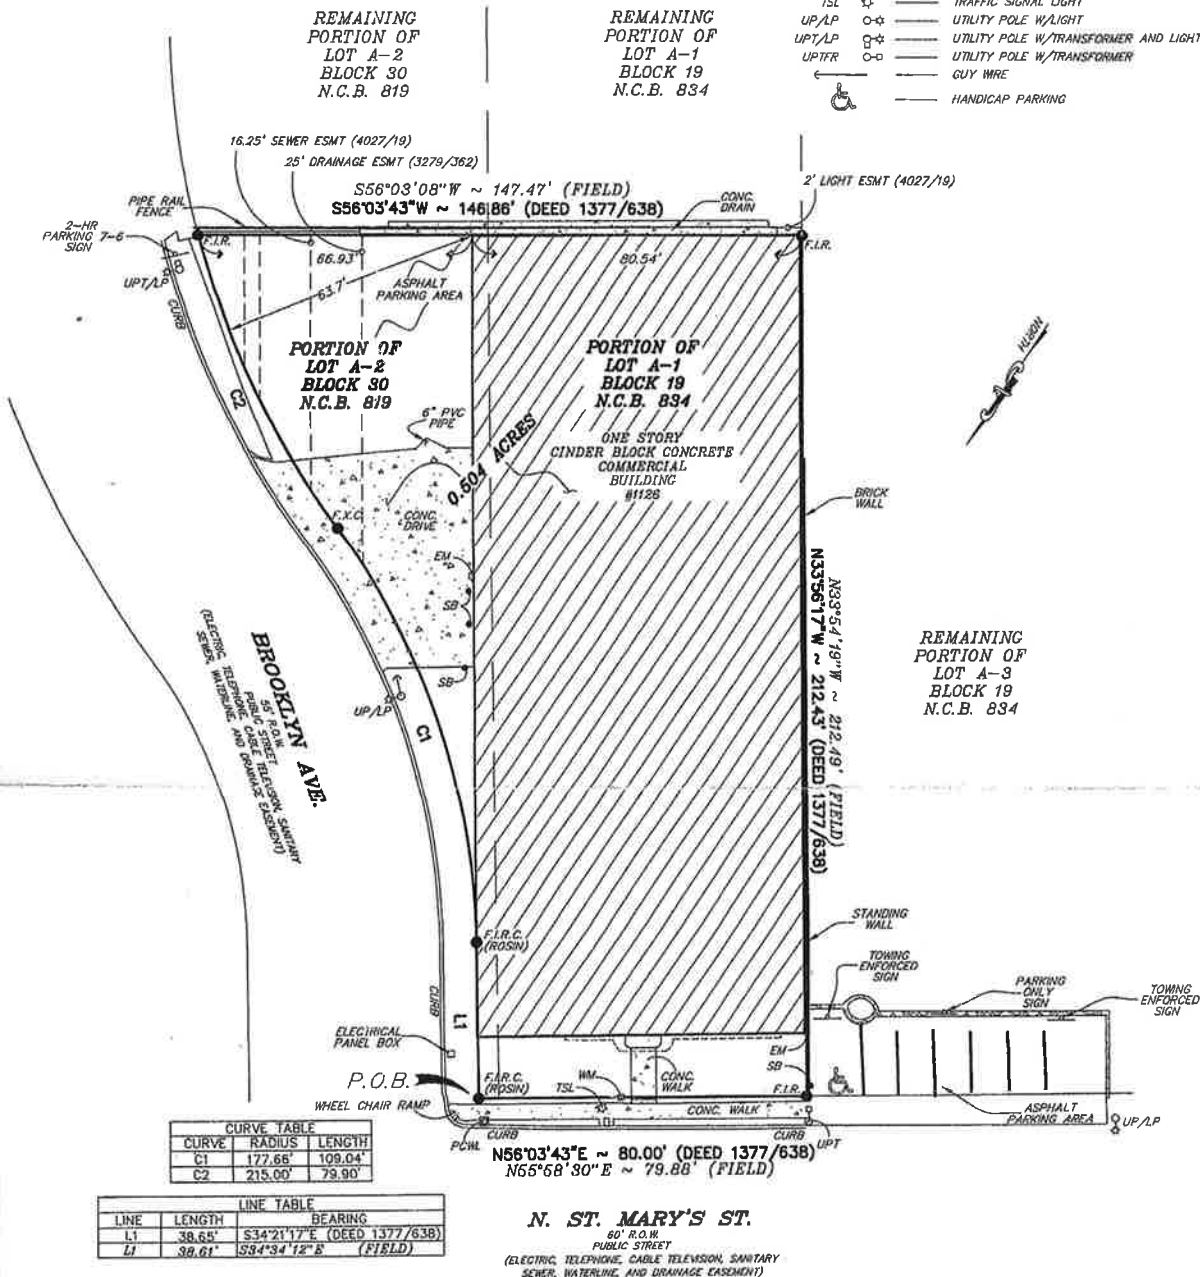 TSL TRAFFIC SIGNAL LIGHT
UP/LP UTILITY POLE W/LIGHT
UPT/LP UTILITY POLE W/TRANSFORMER AND LIGHT
UPTFR UTILITY POLE W/TRANSFORMER
GUY WIRE
HANDICAP PARKING
REMAINING
PORTION OF
LOT A-2
BLOCK 30
N.C.B. 819
REMAINING
PORTION OF
LOT A-1
BLOCK 19
N.C.B. 834
16.25' SEWER ESMT (4027/19)
25' DRAINAGE ESMT (3279/362)
2' LIGHT ESMT (4027/19)
S56°03'08"W ~ 147.47' (FIELD)
S56°03'43"W ~ 146.86' (DEED 1377/638)
CONC.
DRAIN
PIPE RAIL
FENCE
2-HR
PARKING
SIGN
7-6
UPT/LP
CURB
F.I.R.
66.93'
63.7'
80.54'
F.I.R.
ASPHALT
PARKING AREA
PORTION OF
LOT A-2
BLOCK 30
N.C.B. 819
PORTION OF
LOT A-1
BLOCK 19
N.C.B. 834
NORTH
C2
6" PVC
PIPE
0.504 ACRES
ONE STORY
CINDER BLOCK CONCRETE
COMMERCIAL
BUILDING
#1126
BRICK
WALL
F.X.C.
CONC.
DRIVE
EM
SB
SB
N33°54'19"W ~ 212.49' (FIELD)
N33°56'17"W ~ 212.43' (DEED 1377/638)
REMAINING
PORTION OF
LOT A-3
BLOCK 19
N.C.B. 834
BROOKLYN AVE.
55' R.O.W.
PUBLIC STREET
(ELECTRIC, TELEPHONE, CABLE TELEVISION, SANITARY
SEWER, WATERLINE, AND DRAINAGE EASEMENT)
UP/LP
C1
F.I.R.C.
(ROSIN)
STANDING
WALL
TOWING
ENFORCED
SIGN
PARKING
ONLY
SIGN
TOWING
ENFORCED
SIGN
CURB
L1
ELECTRICAL
PANEL BOX
P.O.B.
F.I.R.C.
(ROSIN)
WHEEL CHAIR RAMP
TSL
WM
CONC.
WALK
EM
SB
F.I.R.
CONC. WALK
ASPHALT
PARKING AREA
UP/LP
PCWL
CURB
CURB
UPT
N56°03'43"E ~ 80.00' (DEED 1377/638)
N55°58'30"E ~ 79.88' (FIELD)
CURVE TABLE
CURVE RADIUS LENGTH
C1 177.66' 109.04'
C2 215.00' 79.90'
LINE TABLE
LINE LENGTH BEARING
L1 38.65' S34°21'17"E (DEED 1377/638)
L1 38.61' S34°34'12"E (FIELD)
N. ST. MARY'S ST.
60' R.O.W.
PUBLIC STREET
(ELECTRIC, TELEPHONE, CABLE TELEVISION, SANITARY
SEWER, WATERLINE, AND DRAINAGE EASEMENT)